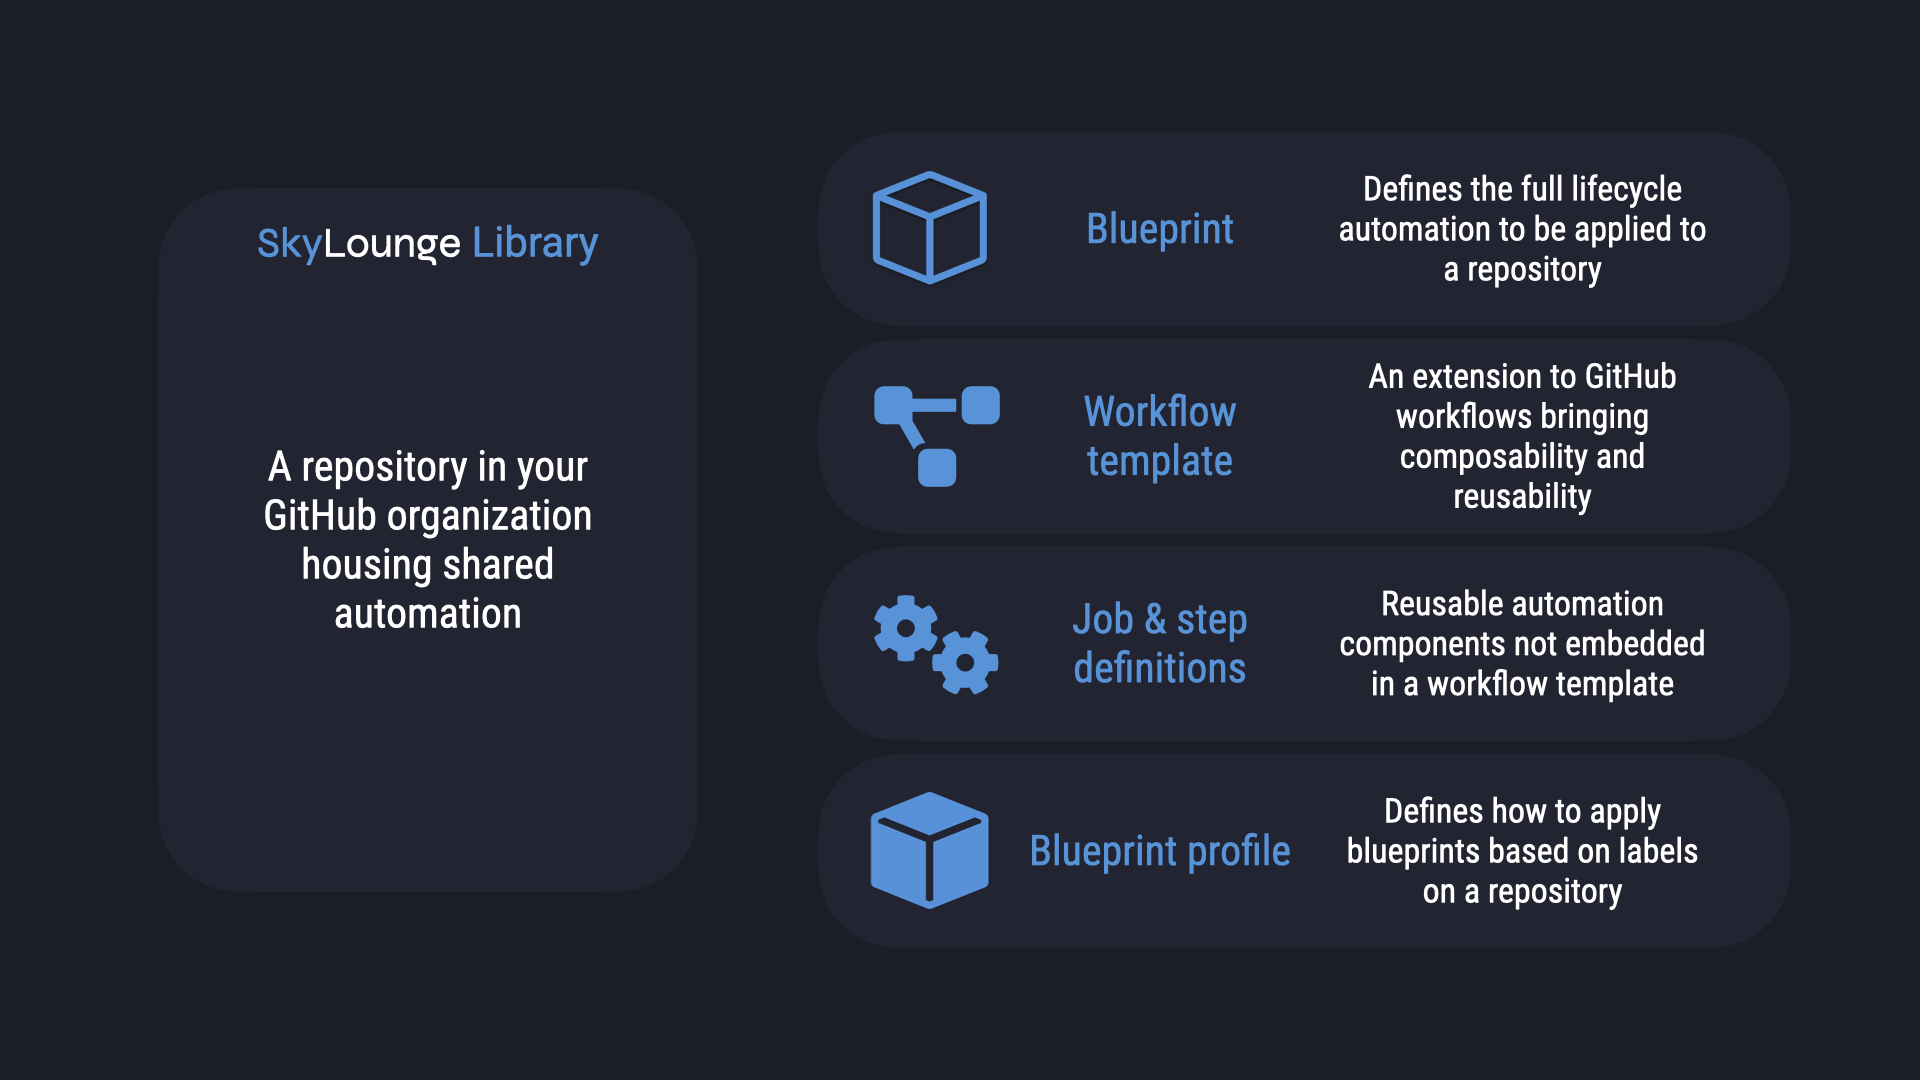 SkyLounge Library
A repository in your
GitHub organization
housing shared
automation
Blueprint
Defines the full lifecycle
automation to be applied to
a repository
Workflow
template
An extension to GitHub
workflows bringing
composability and
reusability
Job & step
definitions
Reusable automation
components not embedded
in a workflow template
Blueprint profile
Defines how to apply
blueprints based on labels
on a repository